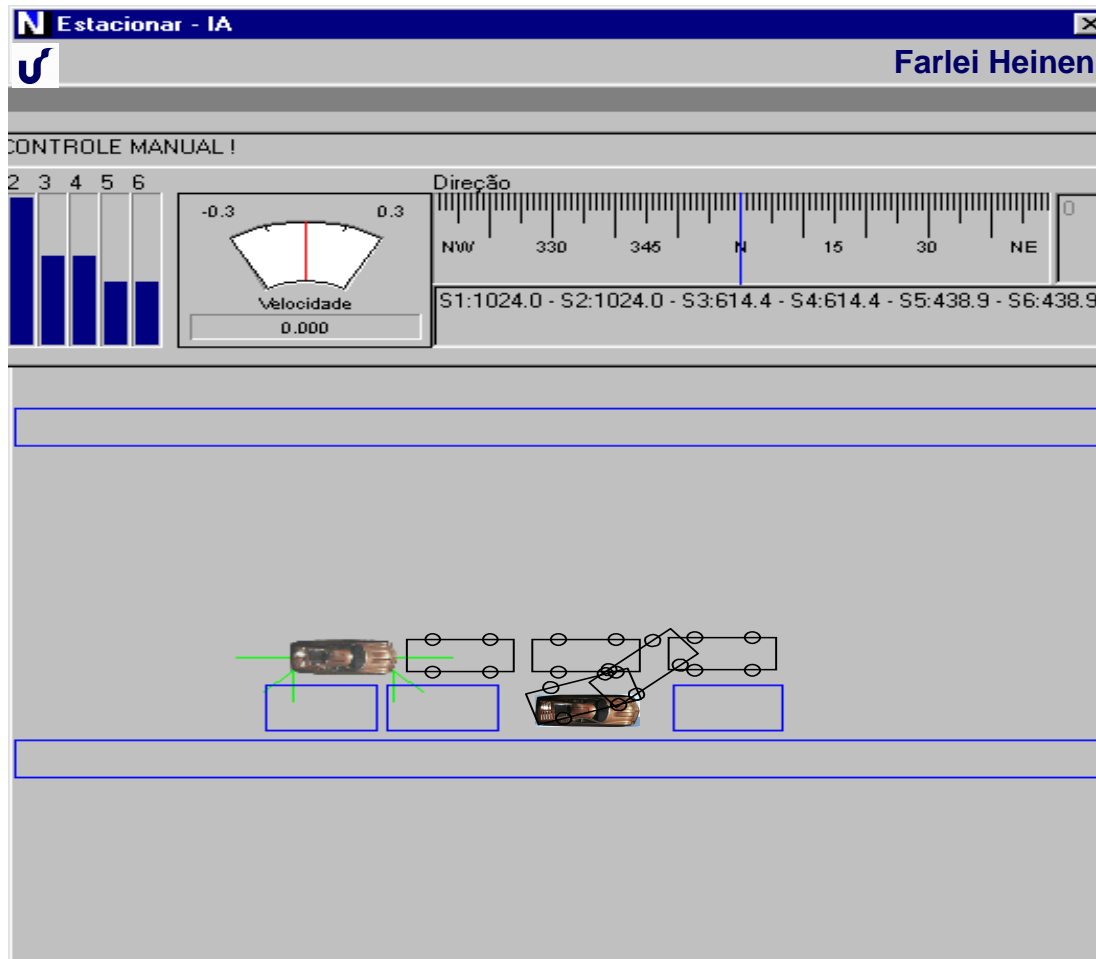 N Estacionar - IA
Farlei Heinen
CONTROLE MANUAL !
2 3 4 5 6
-0.3 0.3
Velocidade
0.000
Direção
NW 330 345 N 15 30 NE
0
S1:1024.0 - S2:1024.0 - S3:614.4 - S4:614.4 - S5:438.9 - S6:438.9